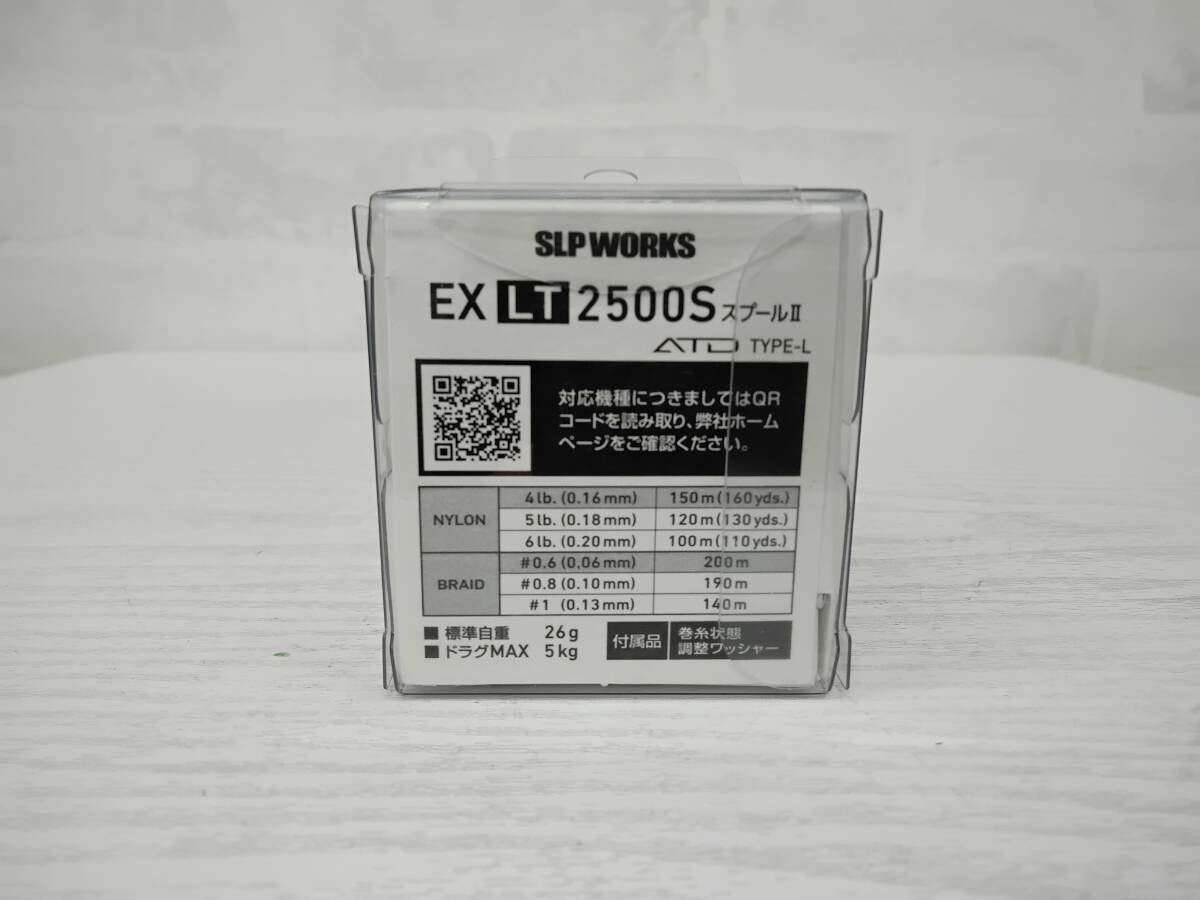 SLP WORKS
EX LT 2500S スプールⅡ
ATD TYPE-L
対応機種につきましてはQR
コードを読み取り、弊社ホーム
ページをご確認ください。
NYLON
4lb. (0.16mm) 150m (160yds.)
5lb. (0.18mm) 120m (130yds.)
6lb. (0.20mm) 100m (110yds.)
BRAID
#0.6 (0.06mm) 200m
#0.8 (0.10mm) 190m
#1 (0.13mm) 140m
■ 標準自重 26g
■ ドラグMAX 5kg
付属品
巻糸状態
調整ワッシャー